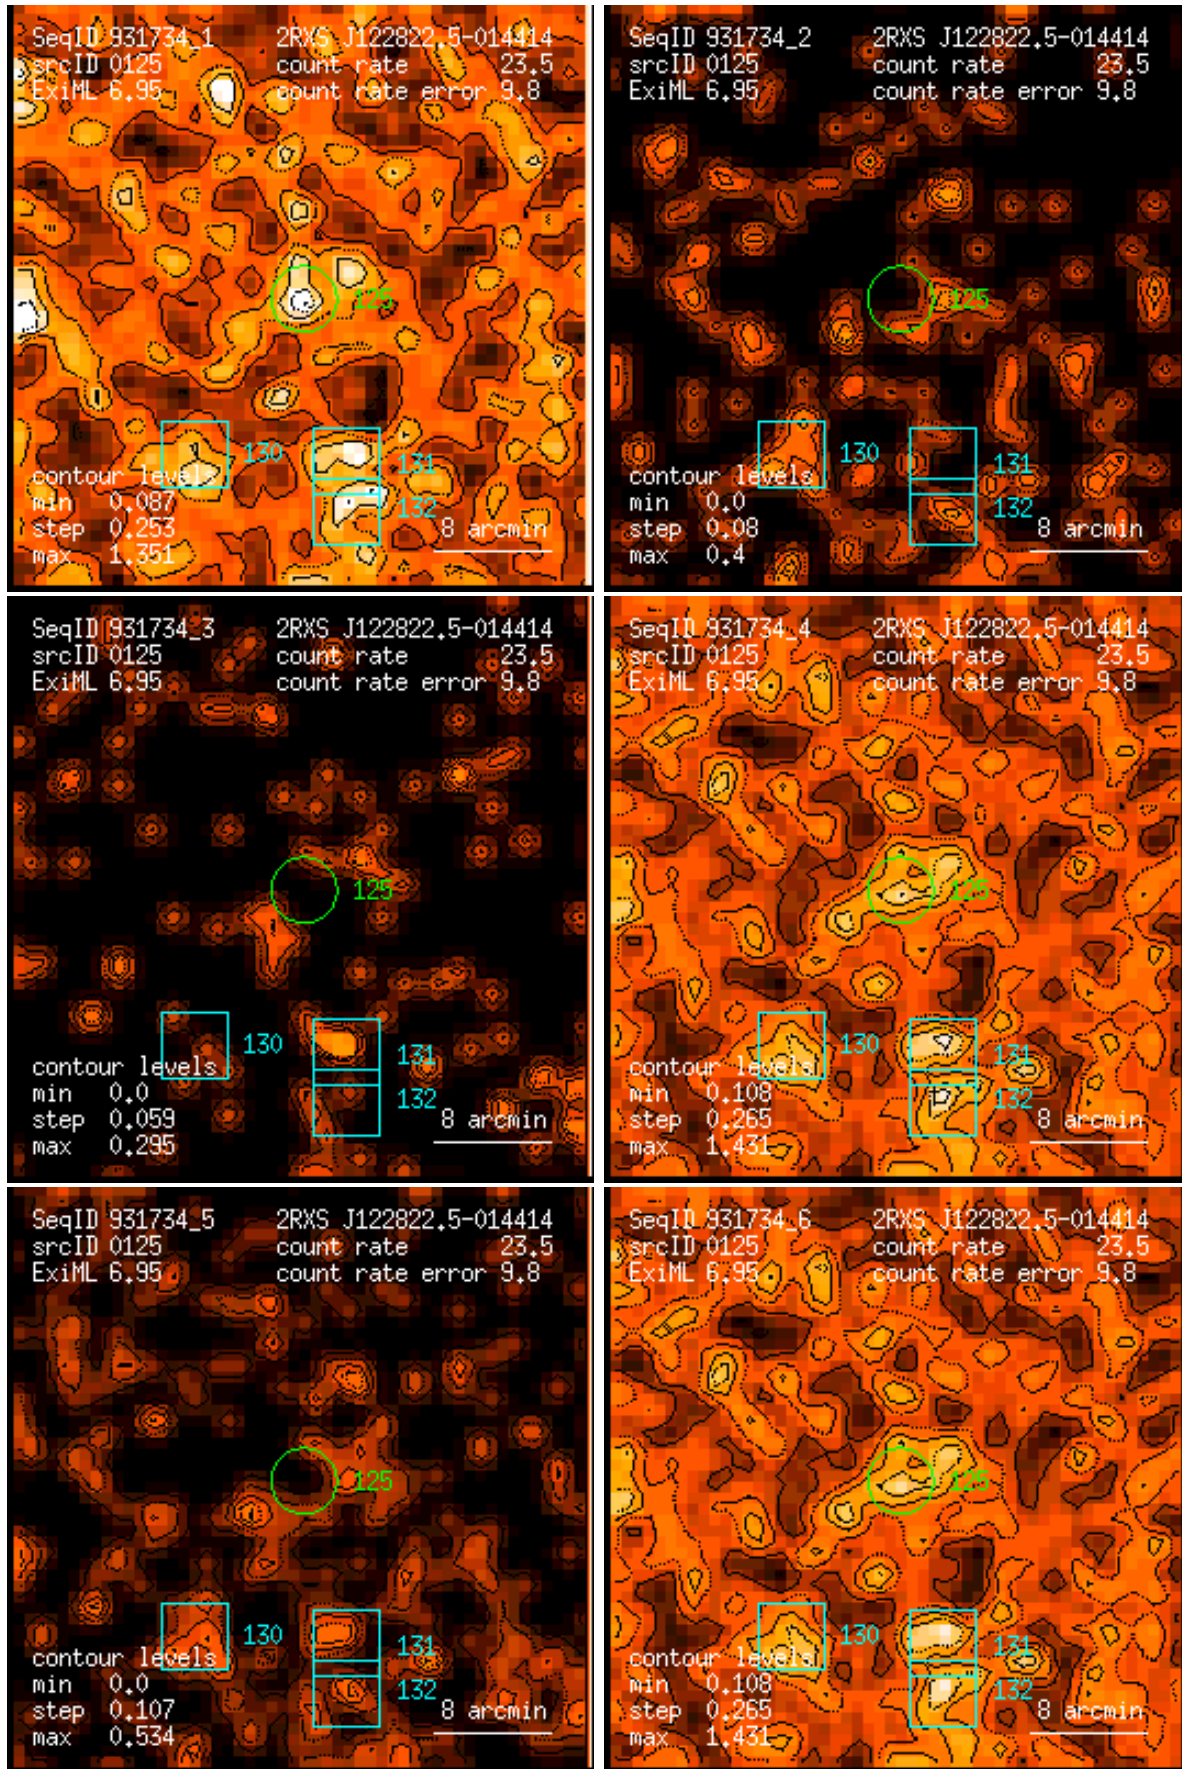 SeqID 931734_1 2RXS J122822.5-014414
srcID 0125 count rate 23.5
ExiML 6.95 count rate error 9.8
125
130
131
132
contour levels
min 0.087
step 0.253
max 1.351
8 arcmin
SeqID 931734_2 2RXS J122822.5-014414
srcID 0125 count rate 23.5
ExiML 6.95 count rate error 9.8
125
130
131
132
contour levels
min 0.0
step 0.08
max 0.4
8 arcmin
SeqID 931734_3 2RXS J122822.5-014414
srcID 0125 count rate 23.5
ExiML 6.95 count rate error 9.8
125
130
131
132
contour levels
min 0.0
step 0.059
max 0.295
8 arcmin
SeqID 931734_4 2RXS J122822.5-014414
srcID 0125 count rate 23.5
ExiML 6.95 count rate error 9.8
125
130
131
132
contour levels
min 0.108
step 0.265
max 1.431
8 arcmin
SeqID 931734_5 2RXS J122822.5-014414
srcID 0125 count rate 23.5
ExiML 6.95 count rate error 9.8
125
130
131
132
contour levels
min 0.0
step 0.107
max 0.534
8 arcmin
SeqID 931734_6 2RXS J122822.5-014414
srcID 0125 count rate 23.5
ExiML 6.95 count rate error 9.8
125
130
131
132
contour levels
min 0.108
step 0.265
max 1.431
8 arcmin